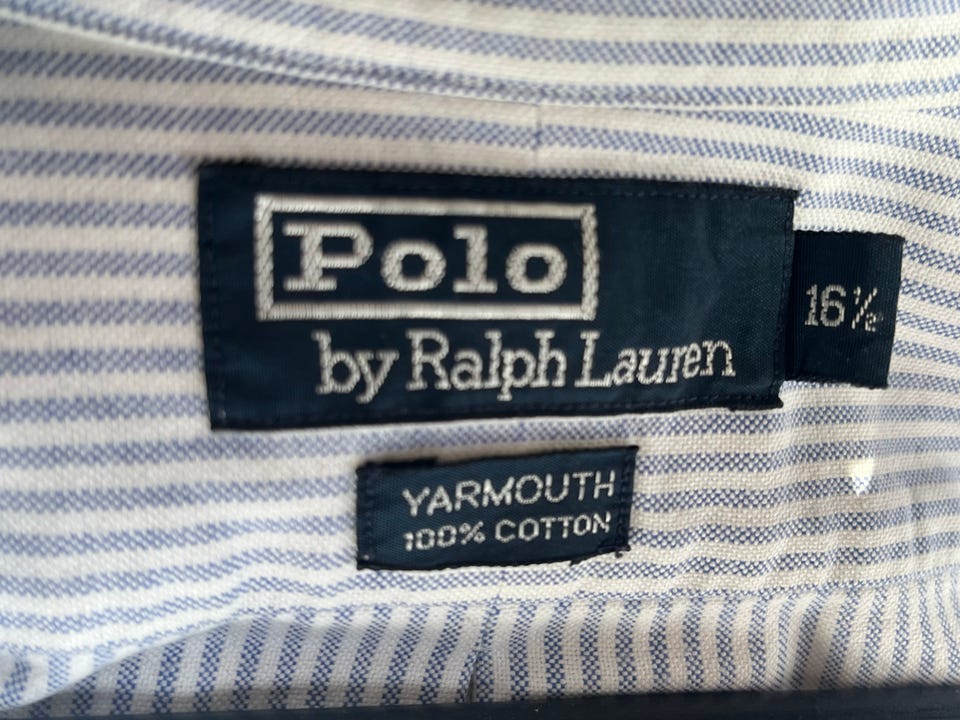 Polo
by Ralph Lauren
16½
YARMOUTH
100% COTTON